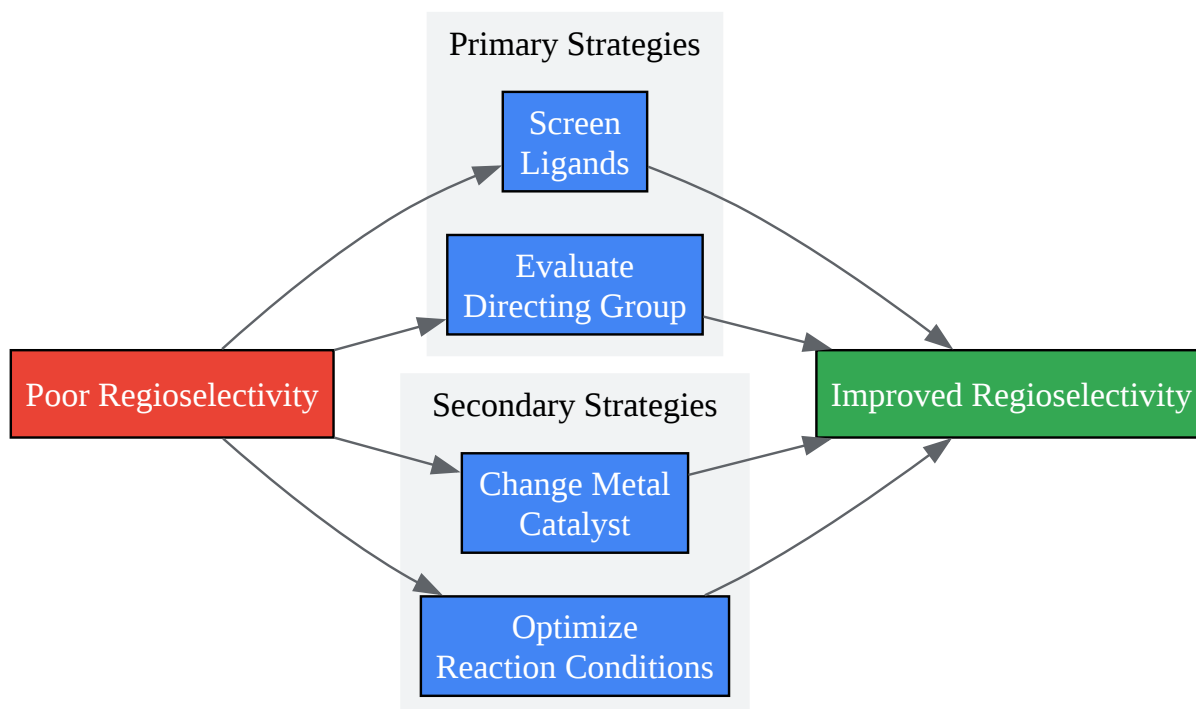 Primary Strategies
Screen
Ligands
Evaluate
Directing Group
Poor Regioselectivity
Improved Regioselectivity
Secondary Strategies
Change Metal
Catalyst
Optimize
Reaction Conditions